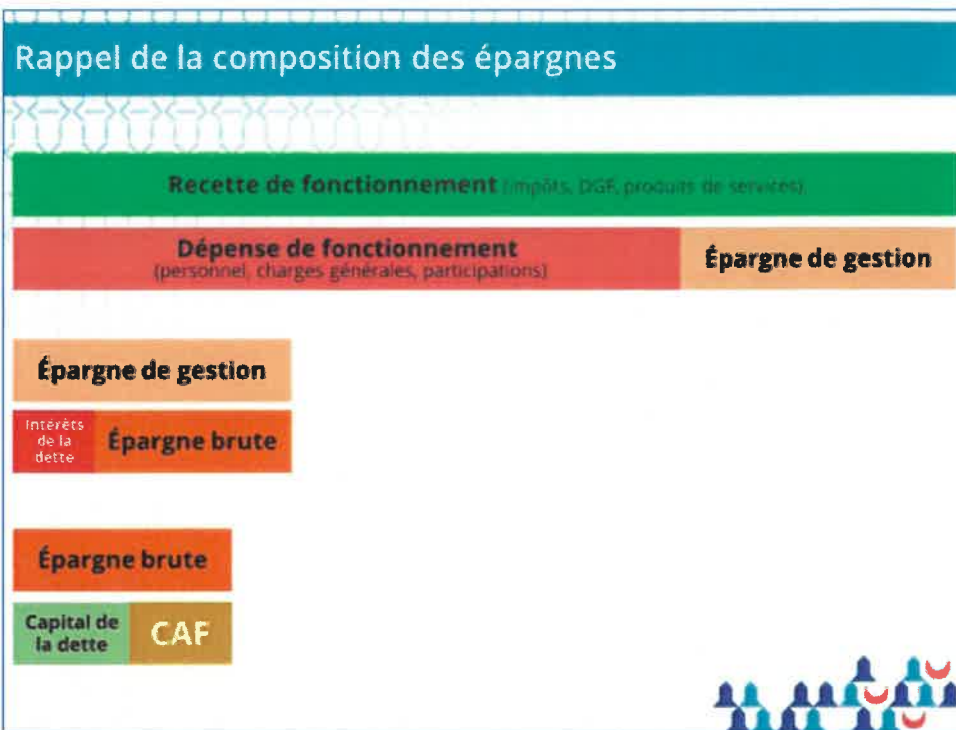 Rappel de la composition des épargnes
Recette de fonctionnement (impôts, DGF, produits de services)
Dépense de fonctionnement
(personnel, charges générales, participations)
Épargne de gestion
Épargne de gestion
Intérêts
de la
dette
Épargne brute
Épargne brute
Capital de
la dette
CAF